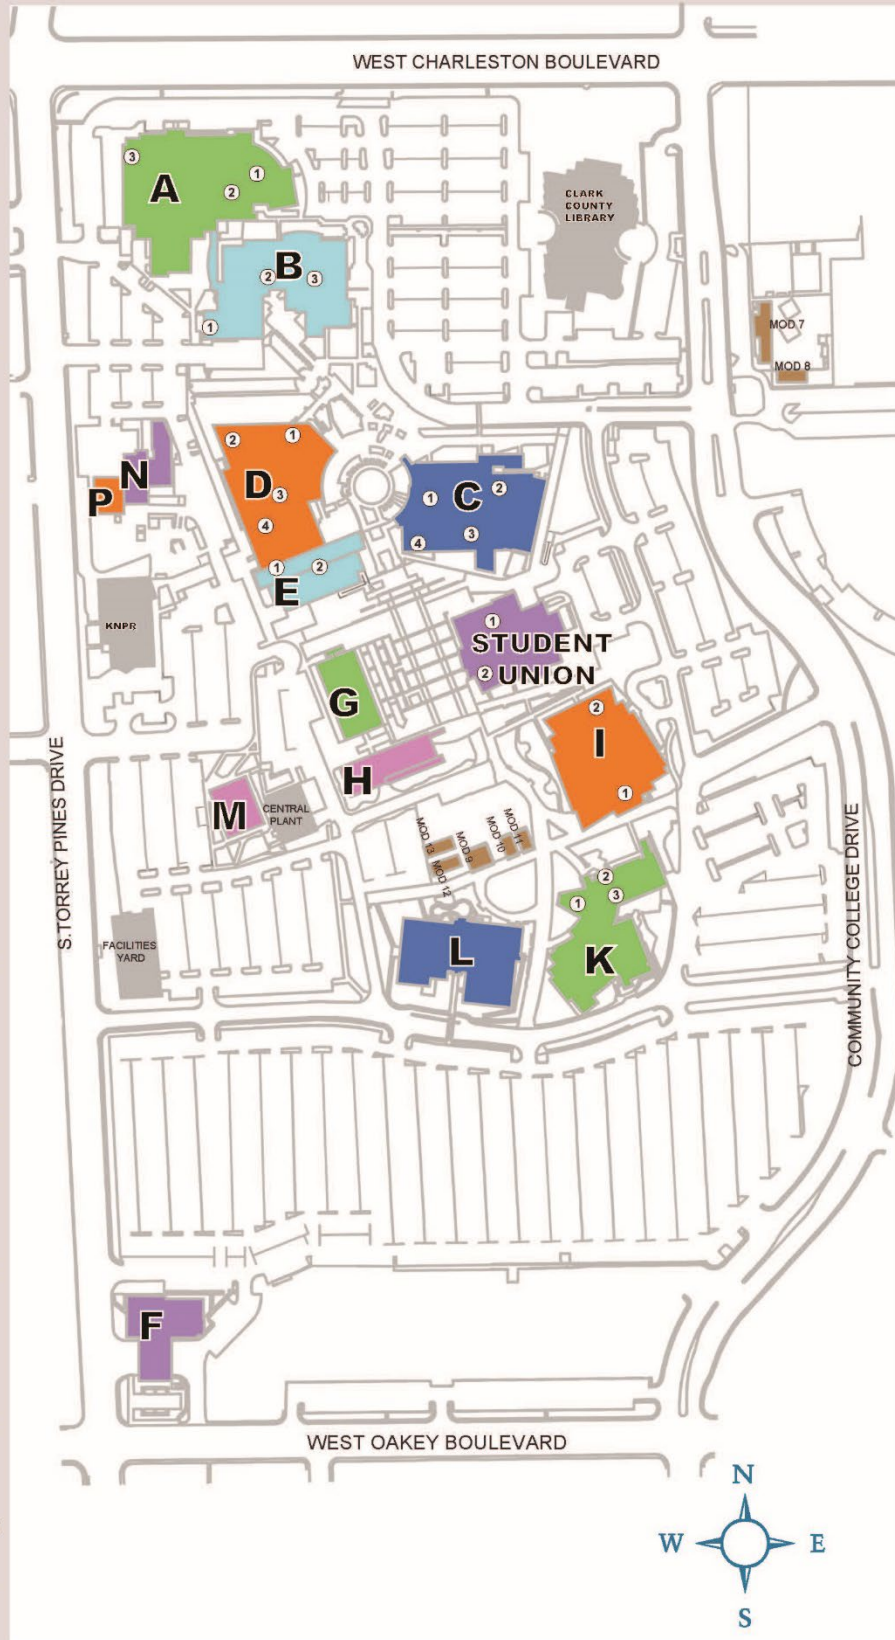 WEST CHARLESTON BOULEVARD
3
1
A
2
CLARK
COUNTY
LIBRARY
B
2
3
1
MOD 7
MOD 8
2
1
N
P
D
3
4
C
1
2
3
4
1
2
E
KNPR
1
STUDENT
2
UNION
G
2
I
1
H
M
CENTRAL
PLANT
S.TORREY PINES DRIVE
COMMUNITY COLLEGE DRIVE
MOD 13
MOD 9
MOD 10
MOD 11
MOD 12
2
1
3
K
L
FACILITIES
YARD
F
WEST OAKEY BOULEVARD
N
W
E
S